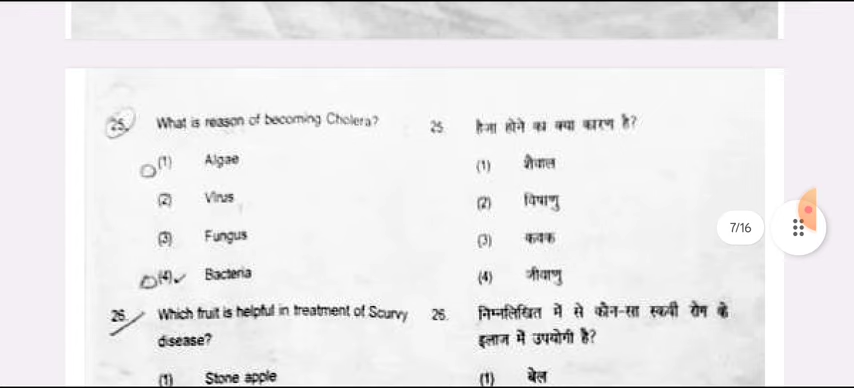 25. What is reason of becoming Cholera?
(1) Algae
(2) Virus
(3) Fungus
(4) Bacteria
26. Which fruit is helpful in treatment of Scurvy
disease?
(1) Stone apple
25. हैजा होने का क्या कारण है?
(1) शैवाल
(2) विषाणु
(3) कवक
(4) जीवाणु
26. निम्नलिखित में से कौन-सा स्कर्वी रोग के
इलाज में उपयोगी है?
(1) बेल
7/16